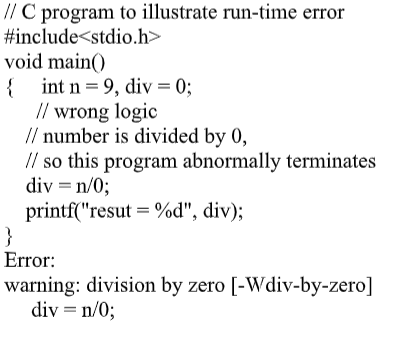 // C program to illustrate run-time error
#include<stdio.h>
void main()
{ int n = 9, div = 0;
// wrong logic
// number is divided by 0,
// so this program abnormally terminates
div = n/0;
printf("resut = %d", div);
}
Error:
warning: division by zero [-Wdiv-by-zero]
div = n/0;